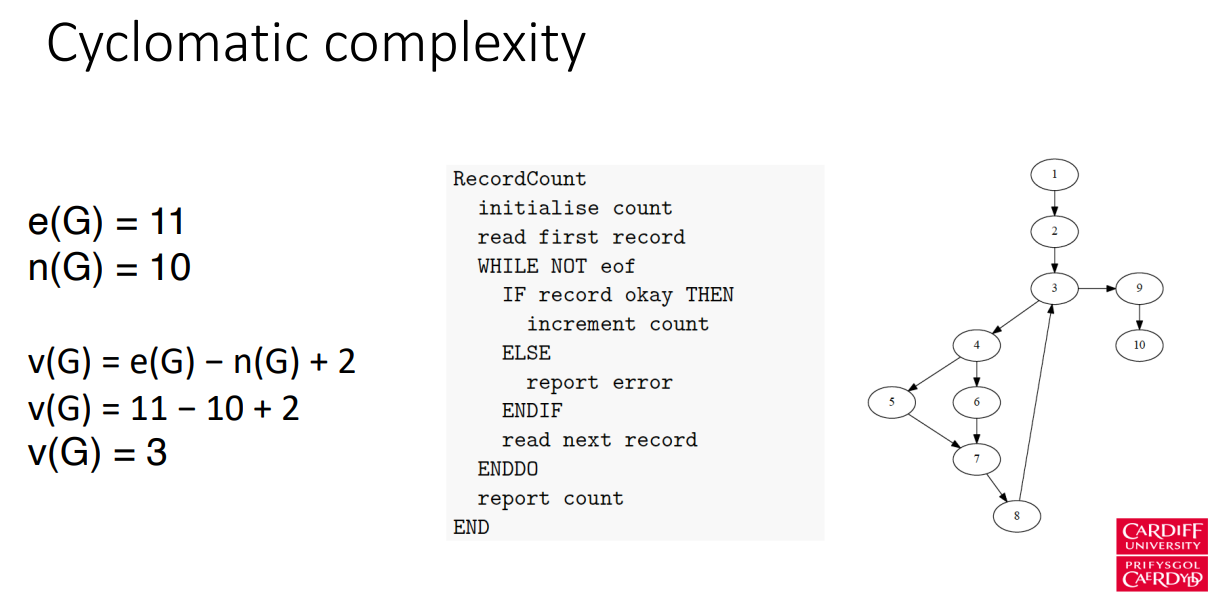 Cyclomatic complexity
e(G) = 11
n(G) = 10
v(G) = e(G) − n(G) + 2
v(G) = 11 − 10 + 2
v(G) = 3
RecordCount
initialise count
read first record
WHILE NOT eof
IF record okay THEN
increment count
ELSE
report error
ENDIF
read next record
ENDDO
report count
END
1
2
3
9
4
10
5
6
7
8
CARDIFF
UNIVERSITY
PRIFYSGOL
CAERDYDD